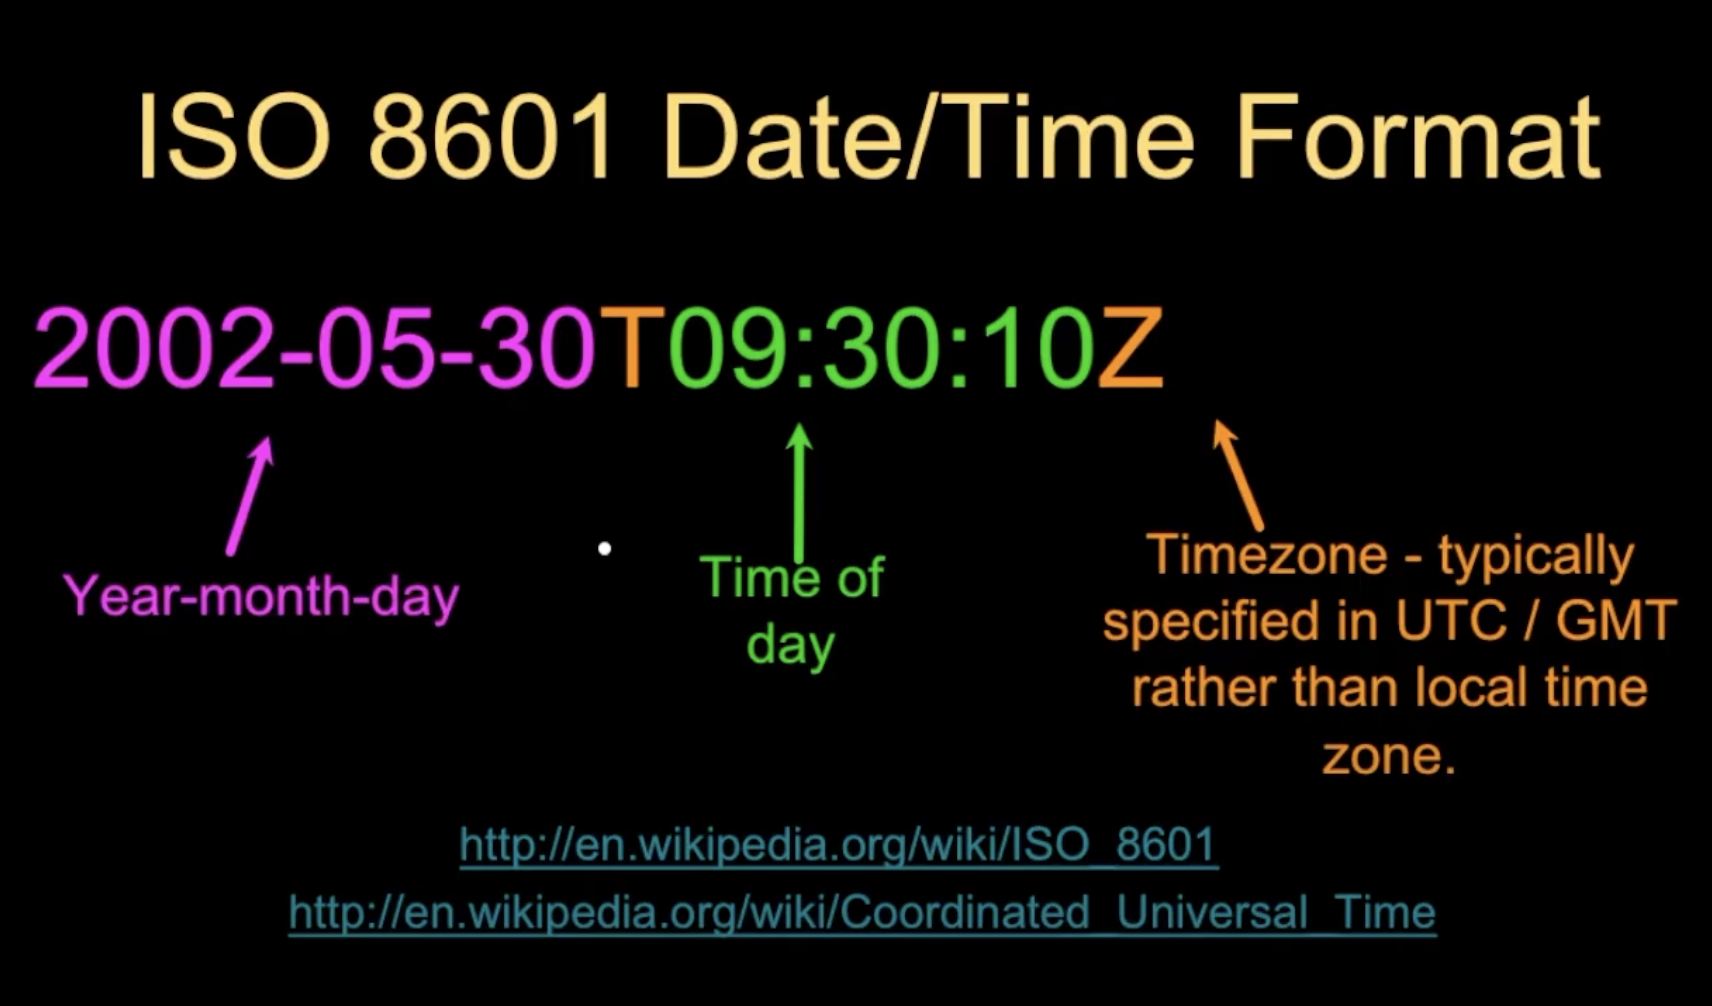 ISO 8601 Date/Time Format
2002-05-30T09:30:10Z
Year-month-day
Time of
day
Timezone - typically
specified in UTC / GMT
rather than local time
zone.
http://en.wikipedia.org/wiki/ISO_8601
http://en.wikipedia.org/wiki/Coordinated_Universal_Time